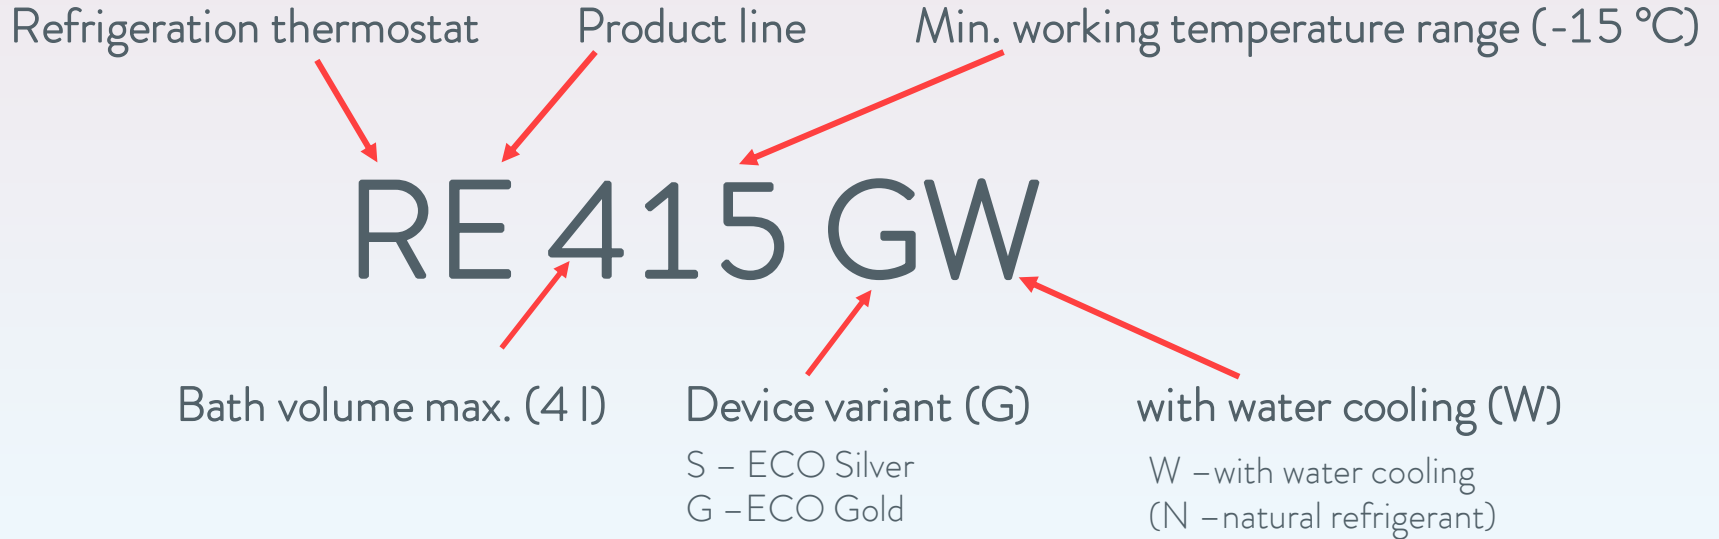 Refrigeration thermostat
Product line
Min. working temperature range (-15 °C)
RE 415 GW
Bath volume max. (4 l)
Device variant (G)
S – ECO Silver
G –ECO Gold
with water cooling (W)
W –with water cooling
(N –natural refrigerant)